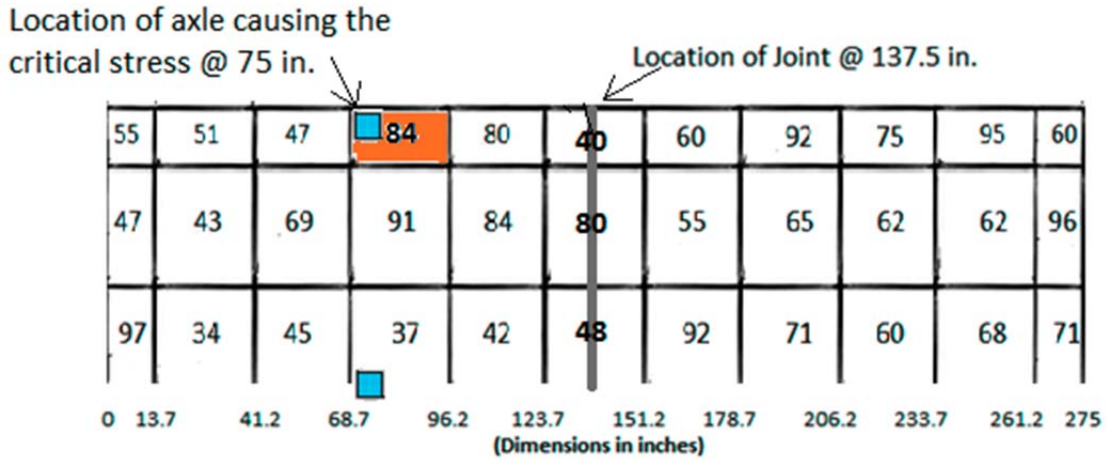 Location of axle causing the
critical stress @ 75 in.
Location of Joint @ 137.5 in.
55 51 47 84 80 40 60 92 75 95 60
47 43 69 91 84 80 55 65 62 62 96
97 34 45 37 42 48 92 71 60 68 71
0 13.7 41.2 68.7 96.2 123.7 151.2 178.7 206.2 233.7 261.2 275
(Dimensions in inches)